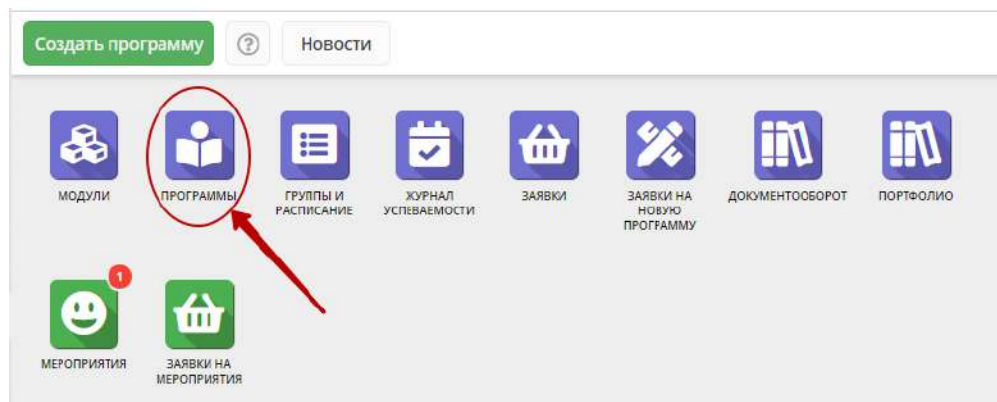 Создать программу
?
Новости
МОДУЛИ
ПРОГРАММЫ
ГРУППЫ И
РАСПИСАНИЕ
ЖУРНАЛ
УСПЕВАЕМОСТИ
ЗАЯВКИ
ЗАЯВКИ НА
НОВУЮ
ПРОГРАММУ
ДОКУМЕНТООБОРОТ
ПОРТФОЛИО
1
МЕРОПРИЯТИЯ
ЗАЯВКИ НА
МЕРОПРИЯТИЯ